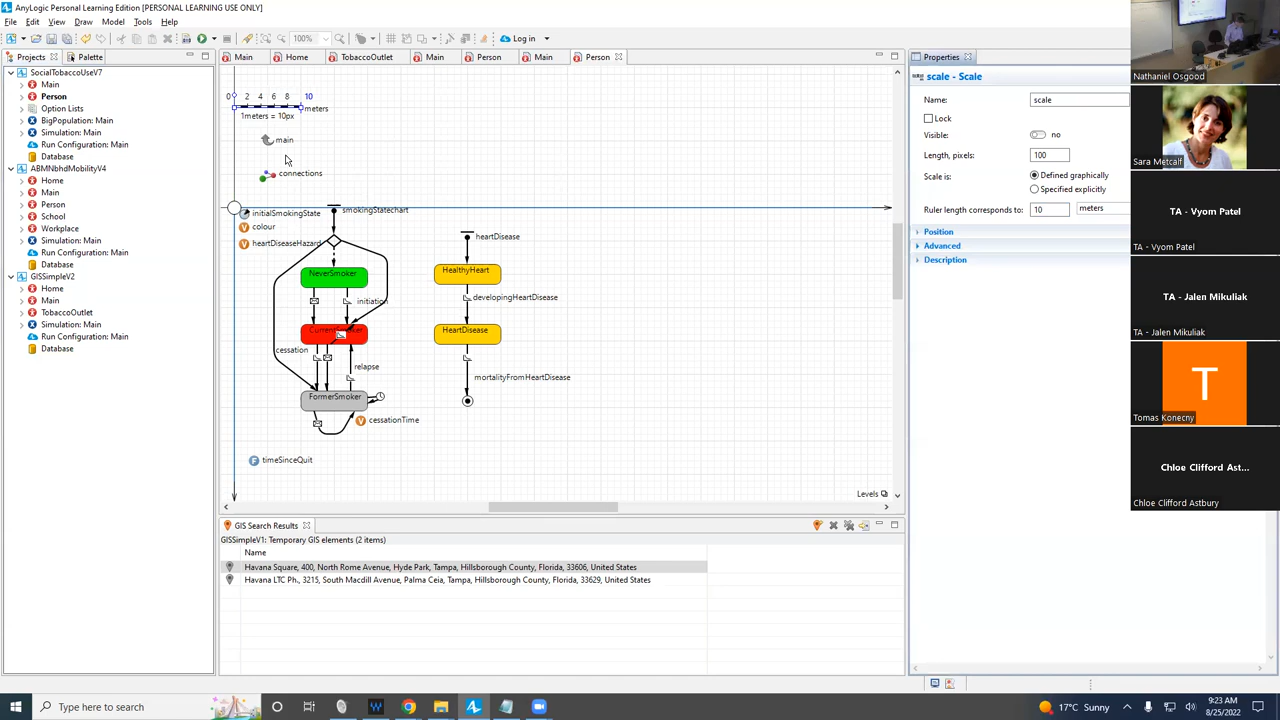 AnyLogic Personal Learning Edition [PERSONAL LEARNING USE ONLY]
File Edit View Draw Model Tools Help
100% Log in
Projects Palette
Main Home TobaccoOutlet Main Person Main Person
Properties
SocialTobaccoUseV7
Main
Person
Option Lists
BigPopulation: Main
Simulation: Main
Run Configuration: Main
Database
ABMNbhdMobilityV4
Home
Main
Person
School
Workplace
Simulation: Main
Run Configuration: Main
Database
GISSimpleV2
Home
Main
TobaccoOutlet
Simulation: Main
Run Configuration: Main
Database
0 2 4 6 8 10
meters
1meters = 10px
main
connections
initialSmokingState
smokingStatechart
colour
heartDiseaseHazard
NeverSmoker
initiation
CurrentSmoker
cessation
relapse
FormerSmoker
cessationTime
timeSinceQuit
heartDisease
HealthyHeart
developingHeartDisease
HeartDisease
mortalityFromHeartDisease
Levels
GIS Search Results
GISSimpleV1: Temporary GIS elements (2 items)
Name
Havana Square, 400, North Rome Avenue, Hyde Park, Tampa, Hillsborough County, Florida, 33606, United States
Havana LTC Ph., 3215, South Macdill Avenue, Palma Ceia, Tampa, Hillsborough County, Florida, 33629, United States
scale - Scale
Name: scale
Lock
Visible: no
Length, pixels: 100
Scale is: Defined graphically
Specified explicitly
Ruler length corresponds to: 10 meters
Position
Advanced
Description
Nathaniel Osgood
Sara Metcalf
TA - Vyom Patel
TA - Vyom Patel
TA - Jalen Mikuliak
TA - Jalen Mikuliak
T
Tomas Konecny
Chloe Clifford Ast...
Chloe Clifford Astbury
Type here to search
17°C Sunny
9:23 AM
8/25/2022